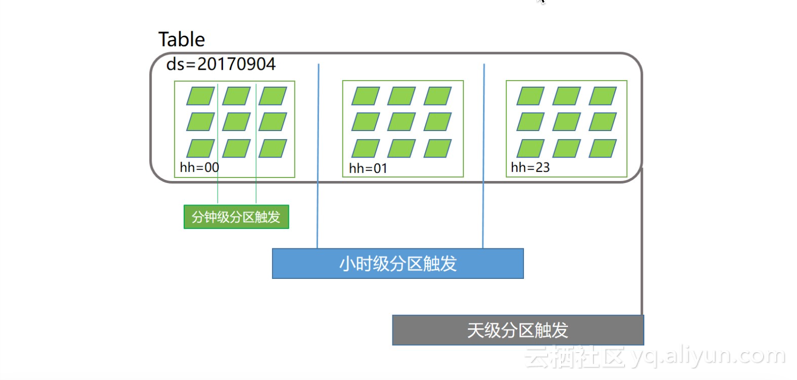 Table
ds=20170904
hh=00
hh=01
hh=23
分钟级分区触发
小时级分区触发
天级分区触发
云栖社区 yq.aliyun.com